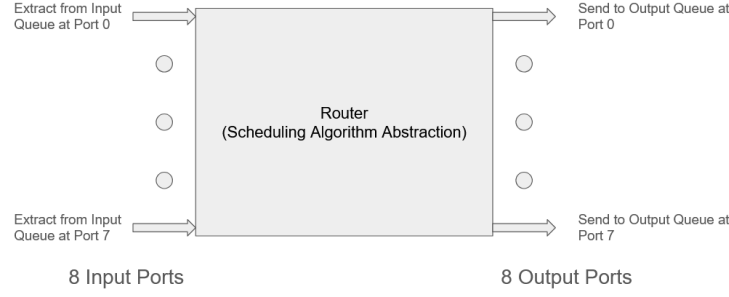 Extract from Input
Queue at Port 0
Send to Output Queue at
Port 0
Router
(Scheduling Algorithm Abstraction)
Extract from Input
Queue at Port 7
Send to Output Queue at
Port 7
8 Input Ports
8 Output Ports